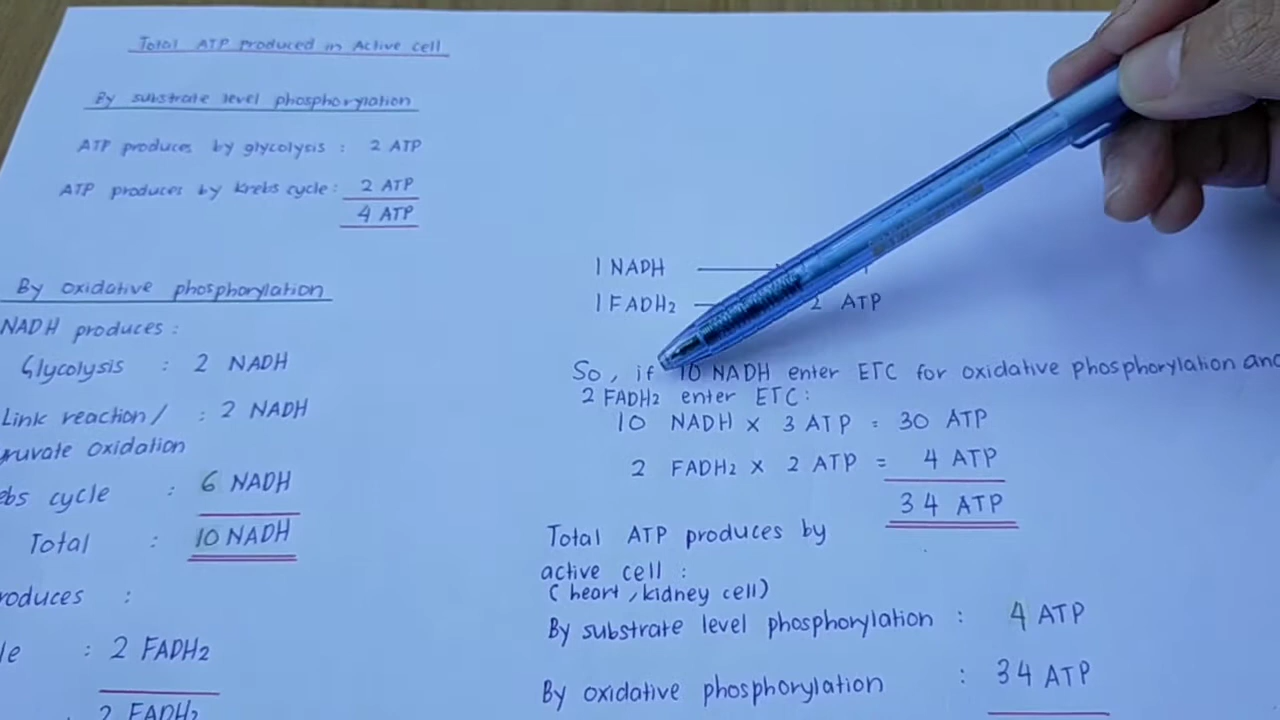 Total ATP produced in Active cell
By substrate level phosphorylation
ATP produces by glycolysis : 2 ATP
ATP produces by krebs cycle : 2 ATP
4 ATP
By oxidative phosphorylation
NADH produces :
Glycolysis : 2 NADH
Link reaction / : 2 NADH
oxidation
cycle : 6 NADH
Total : 10 NADH
:
: 2 FADH2
2 FADH2
1 NADH
1 FADH2 2 ATP
So, if 10 NADH enter ETC for oxidative phosphorylation and
2 FADH2 enter ETC:
10 NADH x 3 ATP = 30 ATP
2 FADH2 x 2 ATP = 4 ATP
34 ATP
Total ATP produces by
active cell :
(heart, kidney cell)
By substrate level phosphorylation : 4 ATP
By oxidative phosphorylation : 34 ATP